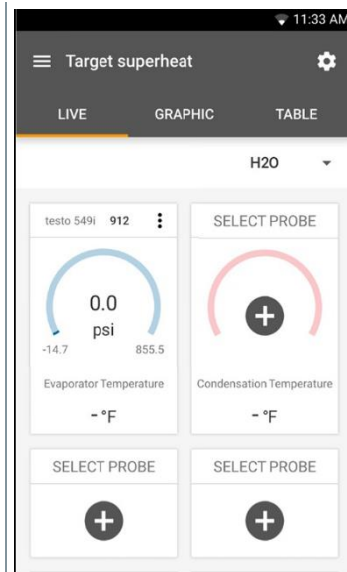 11:33 AM
Target superheat
LIVE GRAPHIC TABLE
H2O
testo 549i 912 SELECT PROBE
0.0
psi
-14.7 855.5
Evaporator Temperature Condensation Temperature
- °F - °F
SELECT PROBE SELECT PROBE